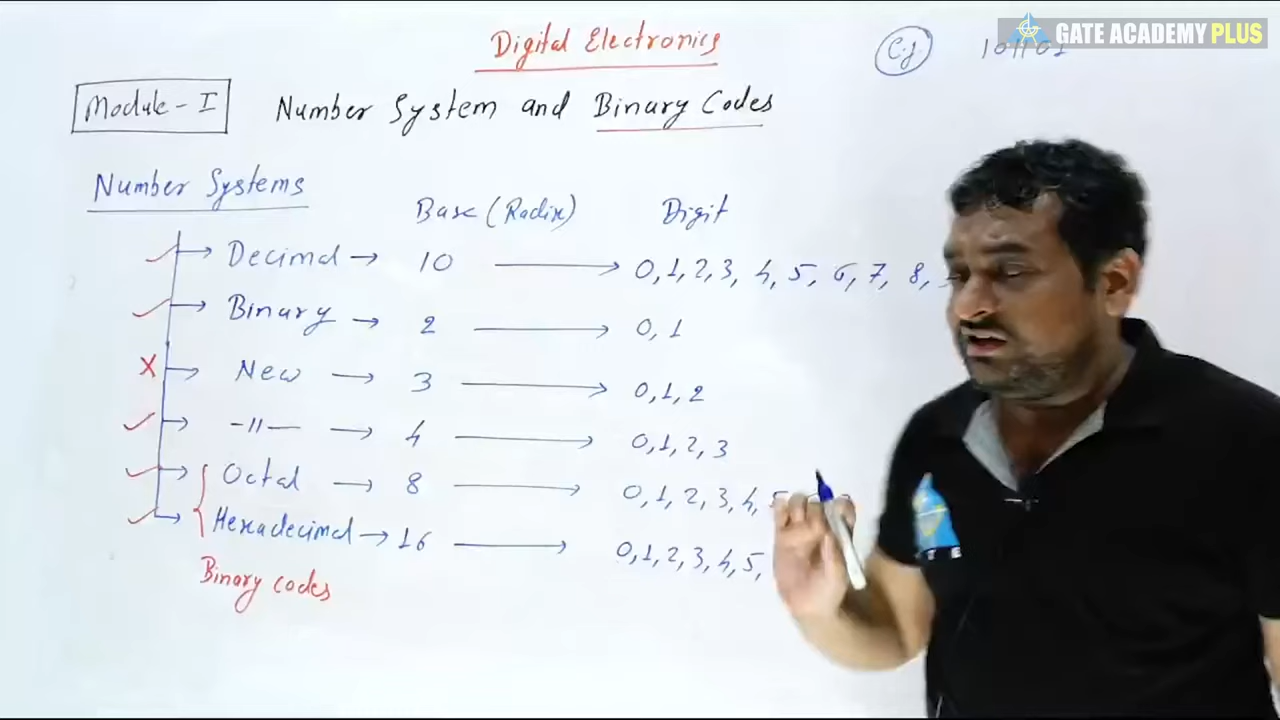 Digital Electronics
e.g. 101101
GATE ACADEMY PLUS
Module - I Number System and Binary Codes
Number Systems
Base (Radix) Digit
✓ → Decimal → 10 → 0, 1, 2, 3, 4, 5, 6, 7, 8,
✓ → Binary → 2 → 0, 1
X → New → 3 → 0, 1, 2
✓ → -11- → 4 → 0, 1, 2, 3
✓ → Octal → 8 → 0, 1, 2, 3, 4, 5
✓ → Hexadecimal → 16 → 0, 1, 2, 3, 4, 5,
Binary codes